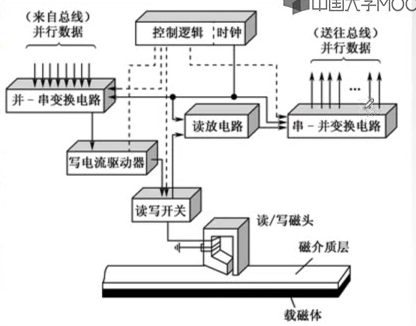 中国大学MOOC
（来自总线）
并行数据
控制逻辑 时钟
（送往总线）
并行数据
...
并-串变换电路
读放电路
串-并变换电路
写电流驱动器
读写开关
读/写磁头
磁介质层
载磁体